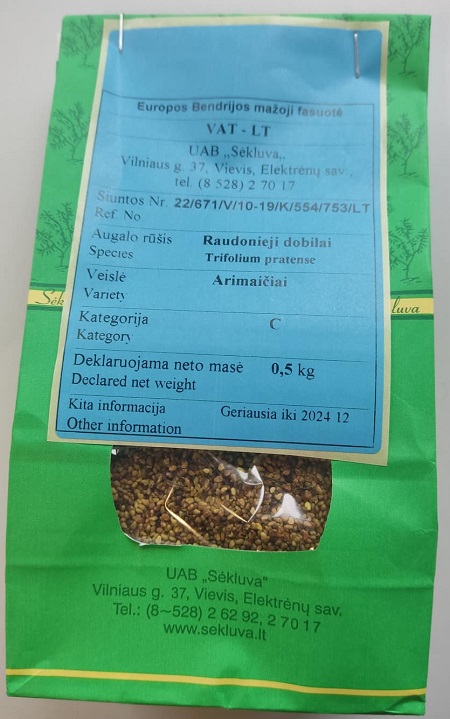 Europos Bendrijos mažoji fasuotė
VAT - LT
UAB „Sėkluva„
Vilniaus g. 37, Vievis, Elektrėnų sav.,
tel. (8 528) 2 70 17
Siuntos Nr. 22/671/V/10-19/K/554/753/LT
Ref. No
Augalo rūšis Raudonieji dobilai
Species Trifolium pratense
Veislė Arimaičiai
Variety
Kategorija C
Kategory
Deklaruojama neto masė 0,5 kg
Declared net weight
Kita informacija Geriausia iki 2024 12
Other information
Sėk luva
UAB „Sėkluva"
Vilniaus g. 37, Vievis, Elektrėnų sav.
Tel.: (8~528) 2 62 92, 2 70 17
www.sekluva.lt